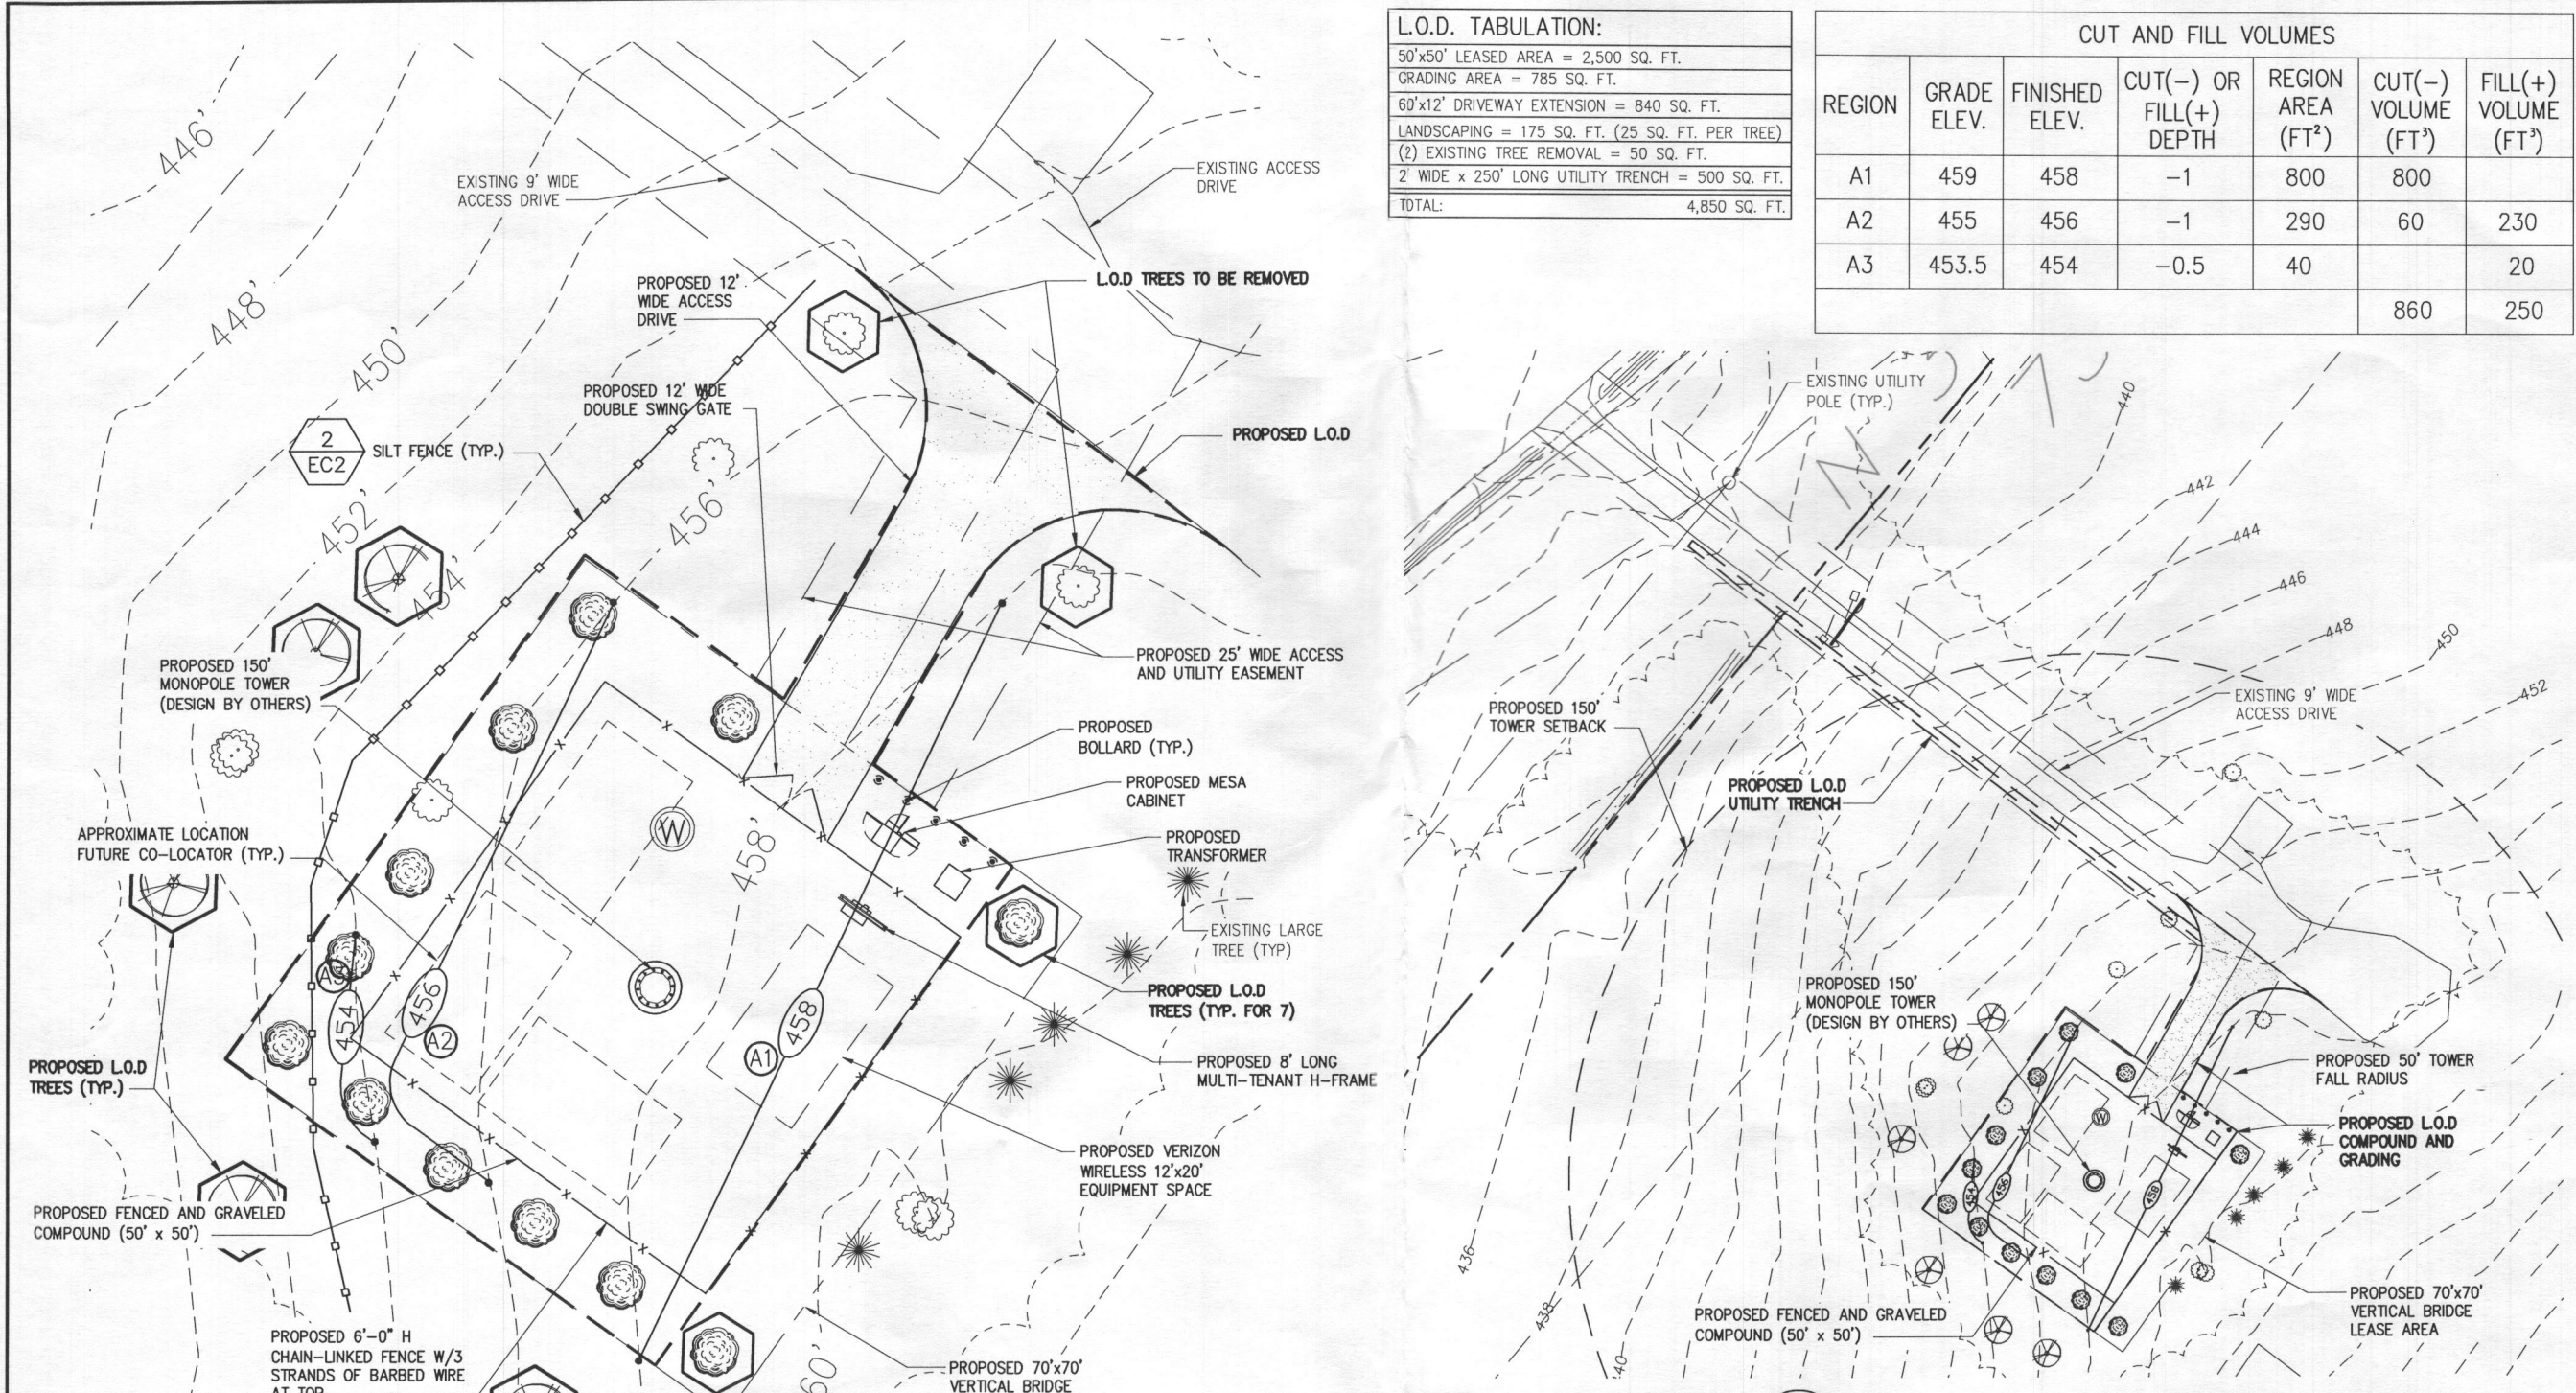 L.O.D. TABULATION:
50'x50' LEASED AREA = 2,500 SQ. FT.
GRADING AREA = 785 SQ. FT.
60'x12' DRIVEWAY EXTENSION = 840 SQ. FT.
LANDSCAPING = 175 SQ. FT. (25 SQ. FT. PER TREE)
(2) EXISTING TREE REMOVAL = 50 SQ. FT.
2' WIDE x 250' LONG UTILITY TRENCH = 500 SQ. FT.
TOTAL: 4,850 SQ. FT.
CUT AND FILL VOLUMES
REGION
GRADE
ELEV.
FINISHED
ELEV.
CUT(-) OR
FILL(+)
DEPTH
REGION
AREA
(FT²)
CUT(-)
VOLUME
(FT³)
FILL(+)
VOLUME
(FT³)
A1 459 458 -1 800 800
A2 455 456 -1 290 60 230
A3 453.5 454 -0.5 40 20
860 250
446'
448'
450'
452'
454'
456'
458'
60'
EXISTING 9' WIDE
ACCESS DRIVE
EXISTING ACCESS
DRIVE
PROPOSED 12'
WIDE ACCESS
DRIVE
L.O.D TREES TO BE REMOVED
PROPOSED 12' WIDE
DOUBLE SWING GATE
PROPOSED L.O.D
2
EC2
SILT FENCE (TYP.)
PROPOSED 150'
MONOPOLE TOWER
(DESIGN BY OTHERS)
PROPOSED 25' WIDE ACCESS
AND UTILITY EASEMENT
PROPOSED
BOLLARD (TYP.)
PROPOSED MESA
CABINET
APPROXIMATE LOCATION
FUTURE CO-LOCATOR (TYP.)
PROPOSED
TRANSFORMER
W
EXISTING LARGE
TREE (TYP)
PROPOSED L.O.D
TREES (TYP. FOR 7)
A3
454
456
A2
A1
458
PROPOSED L.O.D
TREES (TYP.)
PROPOSED 8' LONG
MULTI-TENANT H-FRAME
PROPOSED VERIZON
WIRELESS 12'x20'
EQUIPMENT SPACE
PROPOSED FENCED AND GRAVELED
COMPOUND (50' x 50')
PROPOSED 6'-0" H
CHAIN-LINKED FENCE W/3
STRANDS OF BARBED WIRE
AT TOP
PROPOSED 70'x70'
VERTICAL BRIDGE
EXISTING UTILITY
POLE (TYP.)
N
440
442
444
446
448
450
452
EXISTING 9' WIDE
ACCESS DRIVE
PROPOSED 150'
TOWER SETBACK
PROPOSED L.O.D
UTILITY TRENCH
PROPOSED 150'
MONOPOLE TOWER
(DESIGN BY OTHERS)
PROPOSED 50' TOWER
FALL RADIUS
PROPOSED L.O.D
COMPOUND AND
GRADING
W
454
456
458
436
438
40
PROPOSED FENCED AND GRAVELED
COMPOUND (50' x 50')
PROPOSED 70'x70'
VERTICAL BRIDGE
LEASE AREA